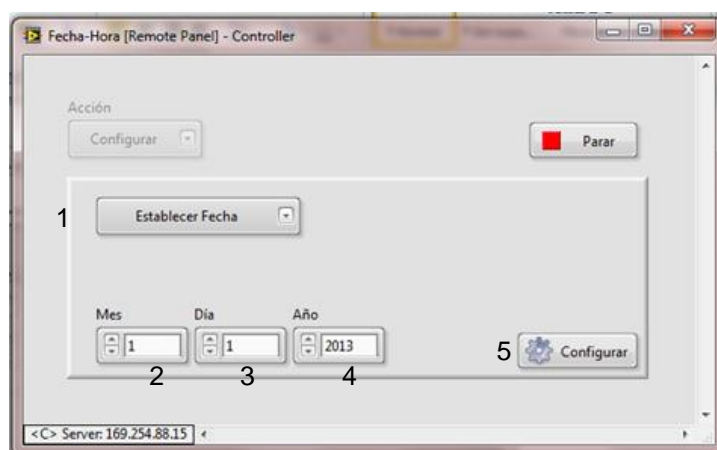 Fecha-Hora [Remote Panel] - Controller
Acción
Configurar
Parar
1 Establecer Fecha
Mes Día Año
1 1 2013
5 Configurar
2 3 4
<C> Server: 169.254.88.15